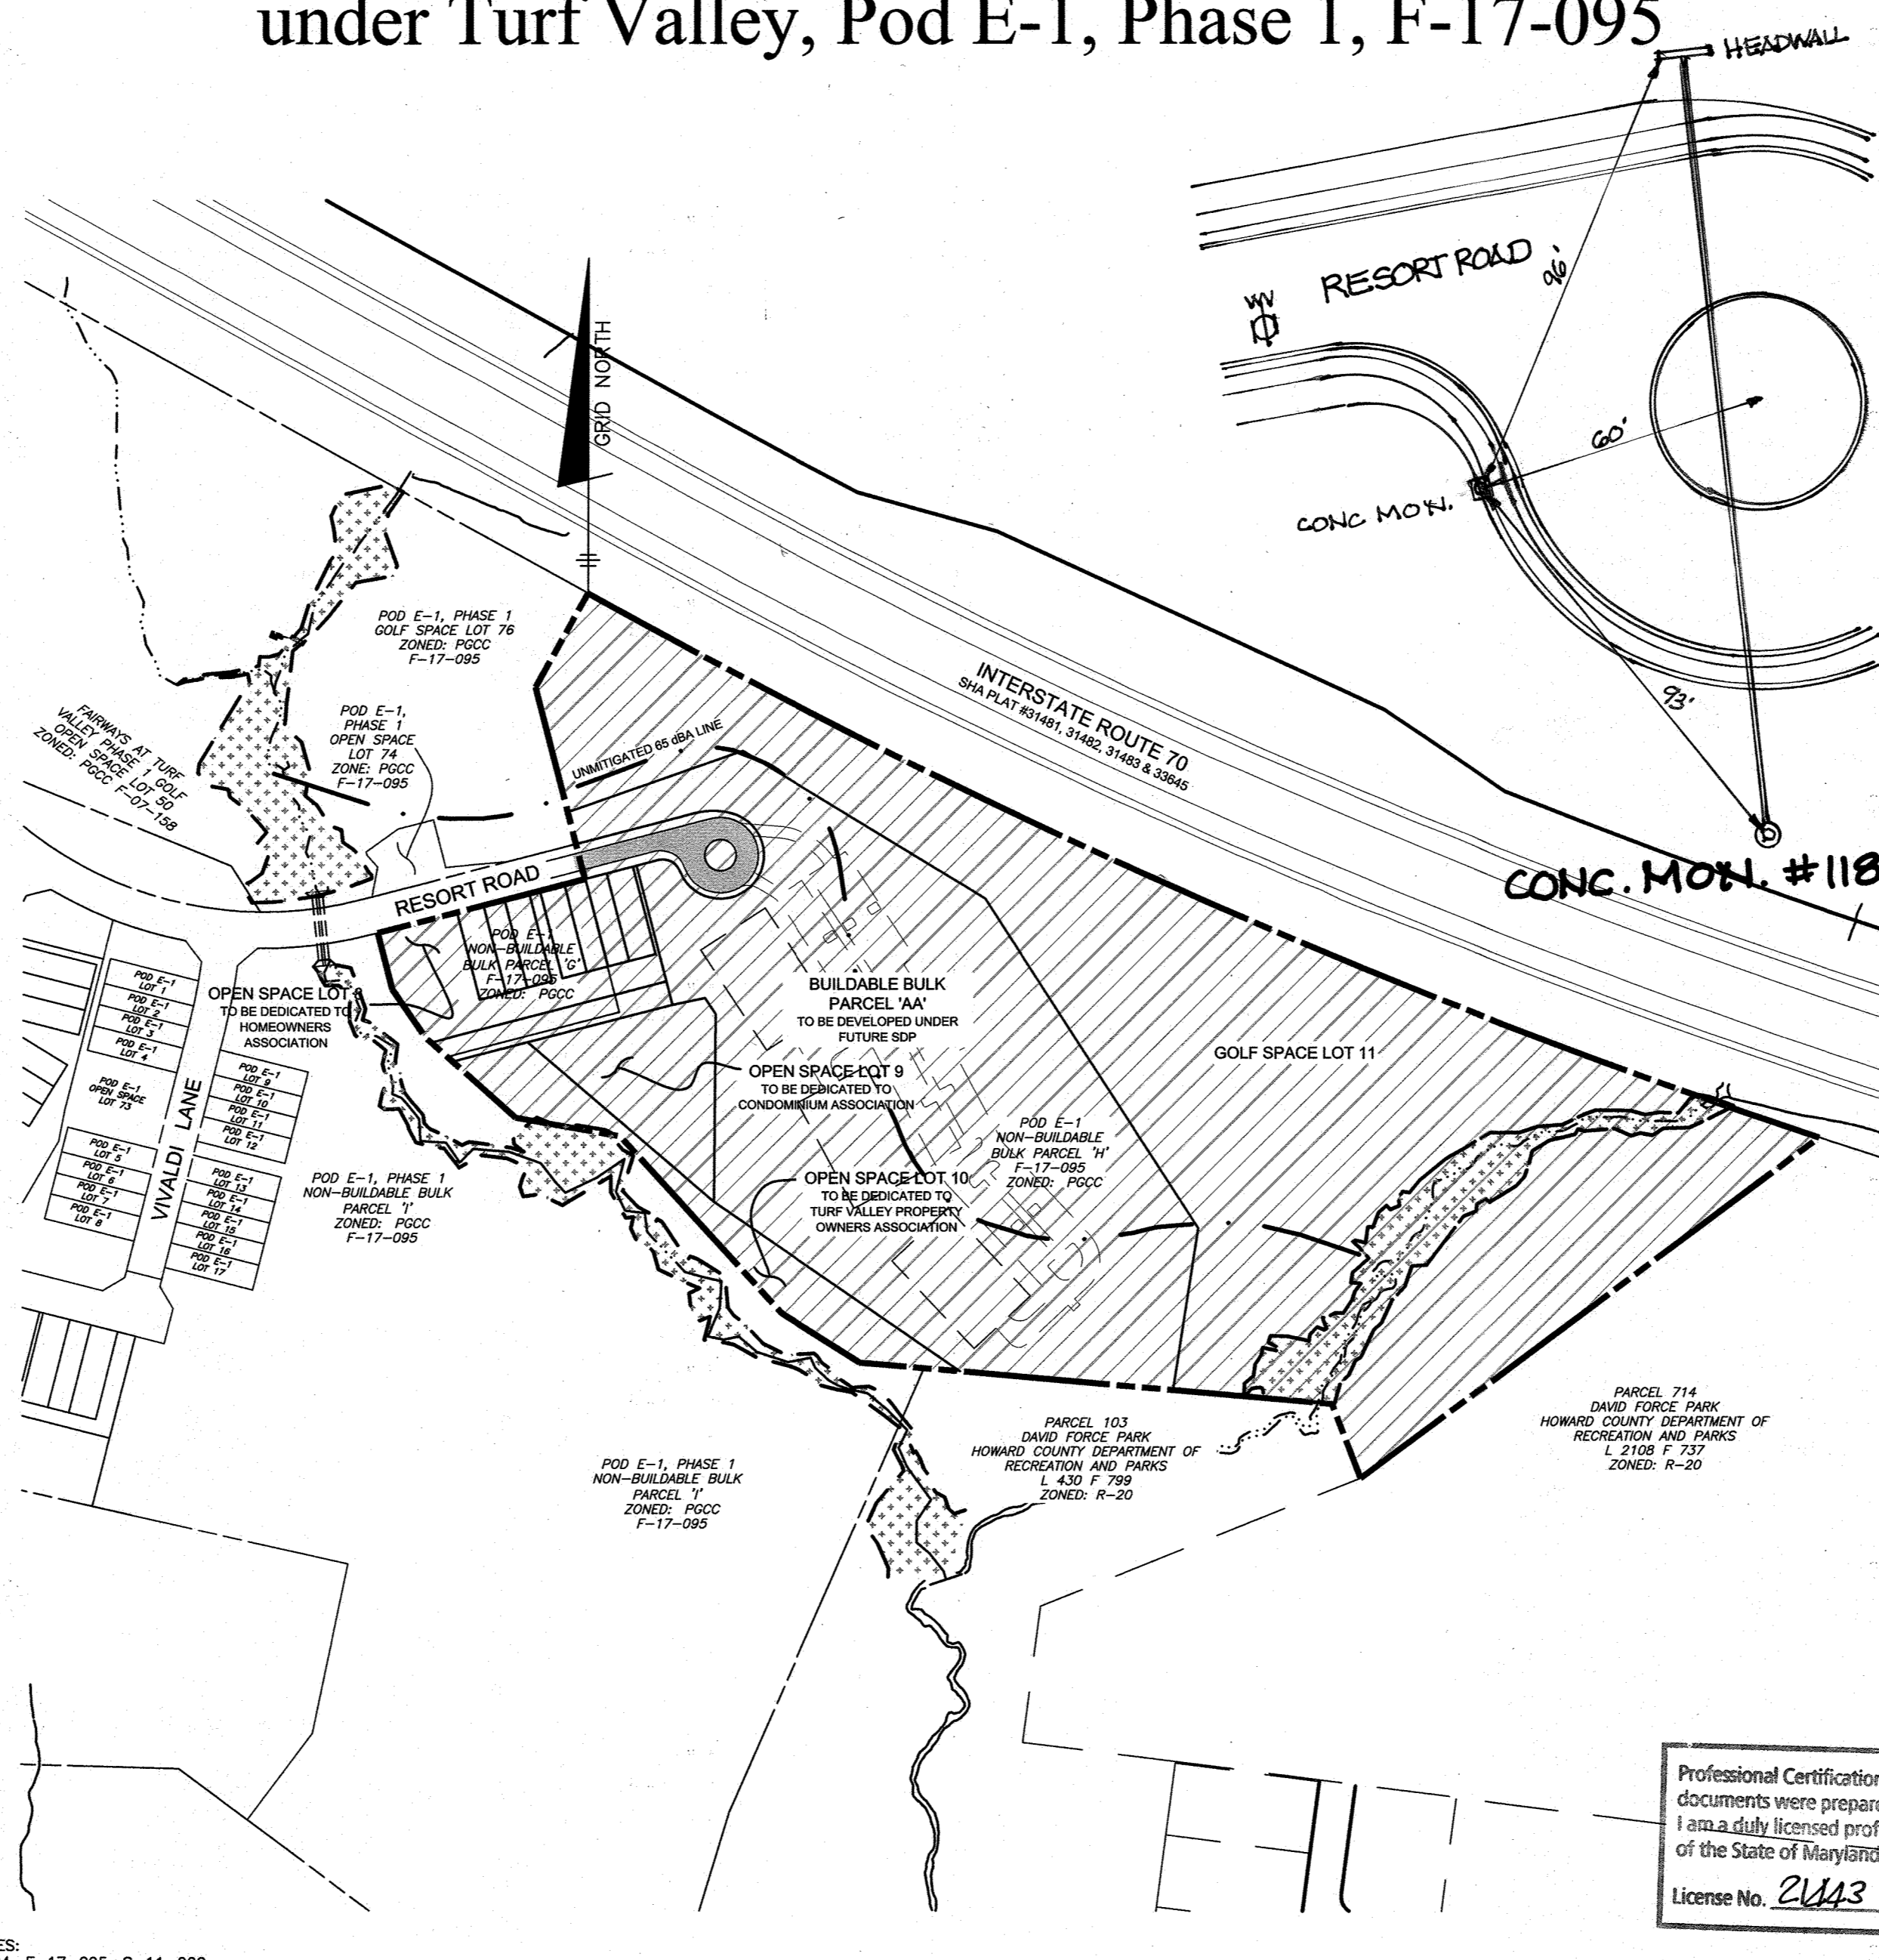 under Turf Valley, Pod E-1, Phase 1, F-17-095
HEADWALL
RESORT ROAD
96'
60'
CONC MON.
93'
CONC. MON. #118
GRID NORTH
POD E-1, PHASE 1
GOLF SPACE LOT 76
ZONED: PGCC
F-17-095
POD E-1,
PHASE 1
OPEN SPACE
LOT 74
ZONE: PGCC
F-17-095
FAIRWAYS AT TURF
VALLEY PHASE 1 GOLF
OPEN SPACE LOT 50
ZONED: PGCC F-07-158
UNMITIGATED 65 dBA LINE
INTERSTATE ROUTE 70
SHA PLAT #31481, 31482, 31483 & 33645
RESORT ROAD
NON-BUILDABLE
BULK PARCEL 'G'
F-17-095
ZONED: PGCC
OPEN SPACE LOT
TO BE DEDICATED TO
HOMEOWNERS
ASSOCIATION
BUILDABLE BULK
PARCEL 'AA'
TO BE DEVELOPED UNDER
FUTURE SDP
OPEN SPACE LOT 9
TO BE DEDICATED TO
CONDOMINIUM ASSOCIATION
GOLF SPACE LOT 11
POD E-1
NON-BUILDABLE
BULK PARCEL 'H'
F-17-095
ZONED: PGCC
OPEN SPACE LOT 10
TO BE DEDICATED TO
TURF VALLEY PROPERTY
OWNERS ASSOCIATION
POD E-1
LOT 1
POD E-1
LOT 2
POD E-1
LOT 3
POD E-1
LOT 4
POD E-1
OPEN SPACE
LOT 73
POD E-1
LOT 5
POD E-1
LOT 6
POD E-1
LOT 7
POD E-1
LOT 8
VIVALDI LANE
POD E-1
LOT 9
POD E-1
LOT 10
POD E-1
LOT 11
POD E-1
LOT 12
POD E-1
LOT 13
POD E-1
LOT 14
POD E-1
LOT 15
POD E-1
LOT 16
POD E-1
LOT 17
POD E-1, PHASE 1
NON-BUILDABLE BULK
PARCEL 'I'
ZONED: PGCC
F-17-095
POD E-1, PHASE 1
NON-BUILDABLE BULK
PARCEL 'I'
ZONED: PGCC
F-17-095
PARCEL 103
DAVID FORCE PARK
HOWARD COUNTY DEPARTMENT OF
RECREATION AND PARKS
L 430 F 799
ZONED: R-20
PARCEL 714
DAVID FORCE PARK
HOWARD COUNTY DEPARTMENT OF
RECREATION AND PARKS
L 2108 F 737
ZONED: R-20
Professional Certification
documents were prepare
I am a duly licensed prof
of the State of Maryland
License No.
ES: